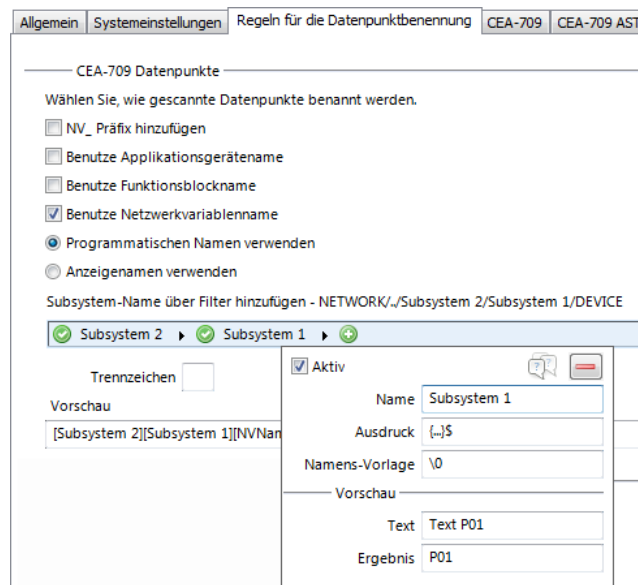 Allgemein Systemeinstellungen Regeln für die Datenpunktbenennung CEA-709 CEA-709 AST
CEA-709 Datenpunkte
Wählen Sie, wie gescannte Datenpunkte benannt werden.
NV_ Präfix hinzufügen
Benutze Applikationsgerätename
Benutze Funktionsblockname
Benutze Netzwerkvariablenname
Programmatischen Namen verwenden
Anzeigenamen verwenden
Subsystem-Name über Filter hinzufügen - NETWORK/../Subsystem 2/Subsystem 1/DEVICE
Subsystem 2 Subsystem 1
Aktiv
Trennzeichen
Name Subsystem 1
Vorschau
Ausdruck {...}$
[Subsystem 2][Subsystem 1][NVNam
Namens-Vorlage \0
Vorschau
Text Text P01
Ergebnis P01